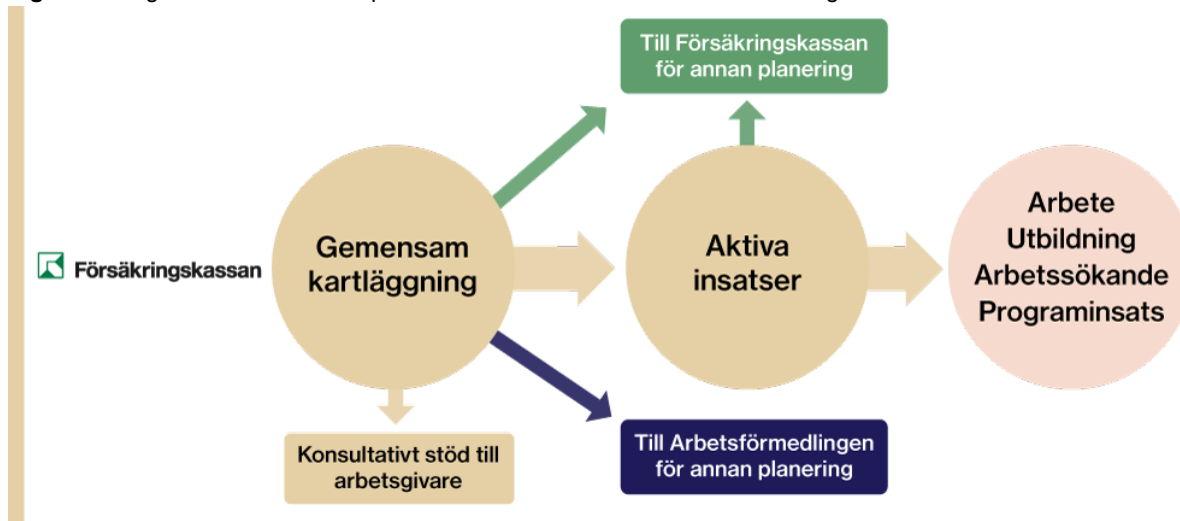 Till Försäkringskassan
för annan planering
Försäkringskassan
Gemensam
kartläggning
Aktiva
insatser
Arbete
Utbildning
Arbetssökande
Programinsats
Konsultativt stöd till
arbetsgivare
Till Arbetsförmedlingen
för annan planering